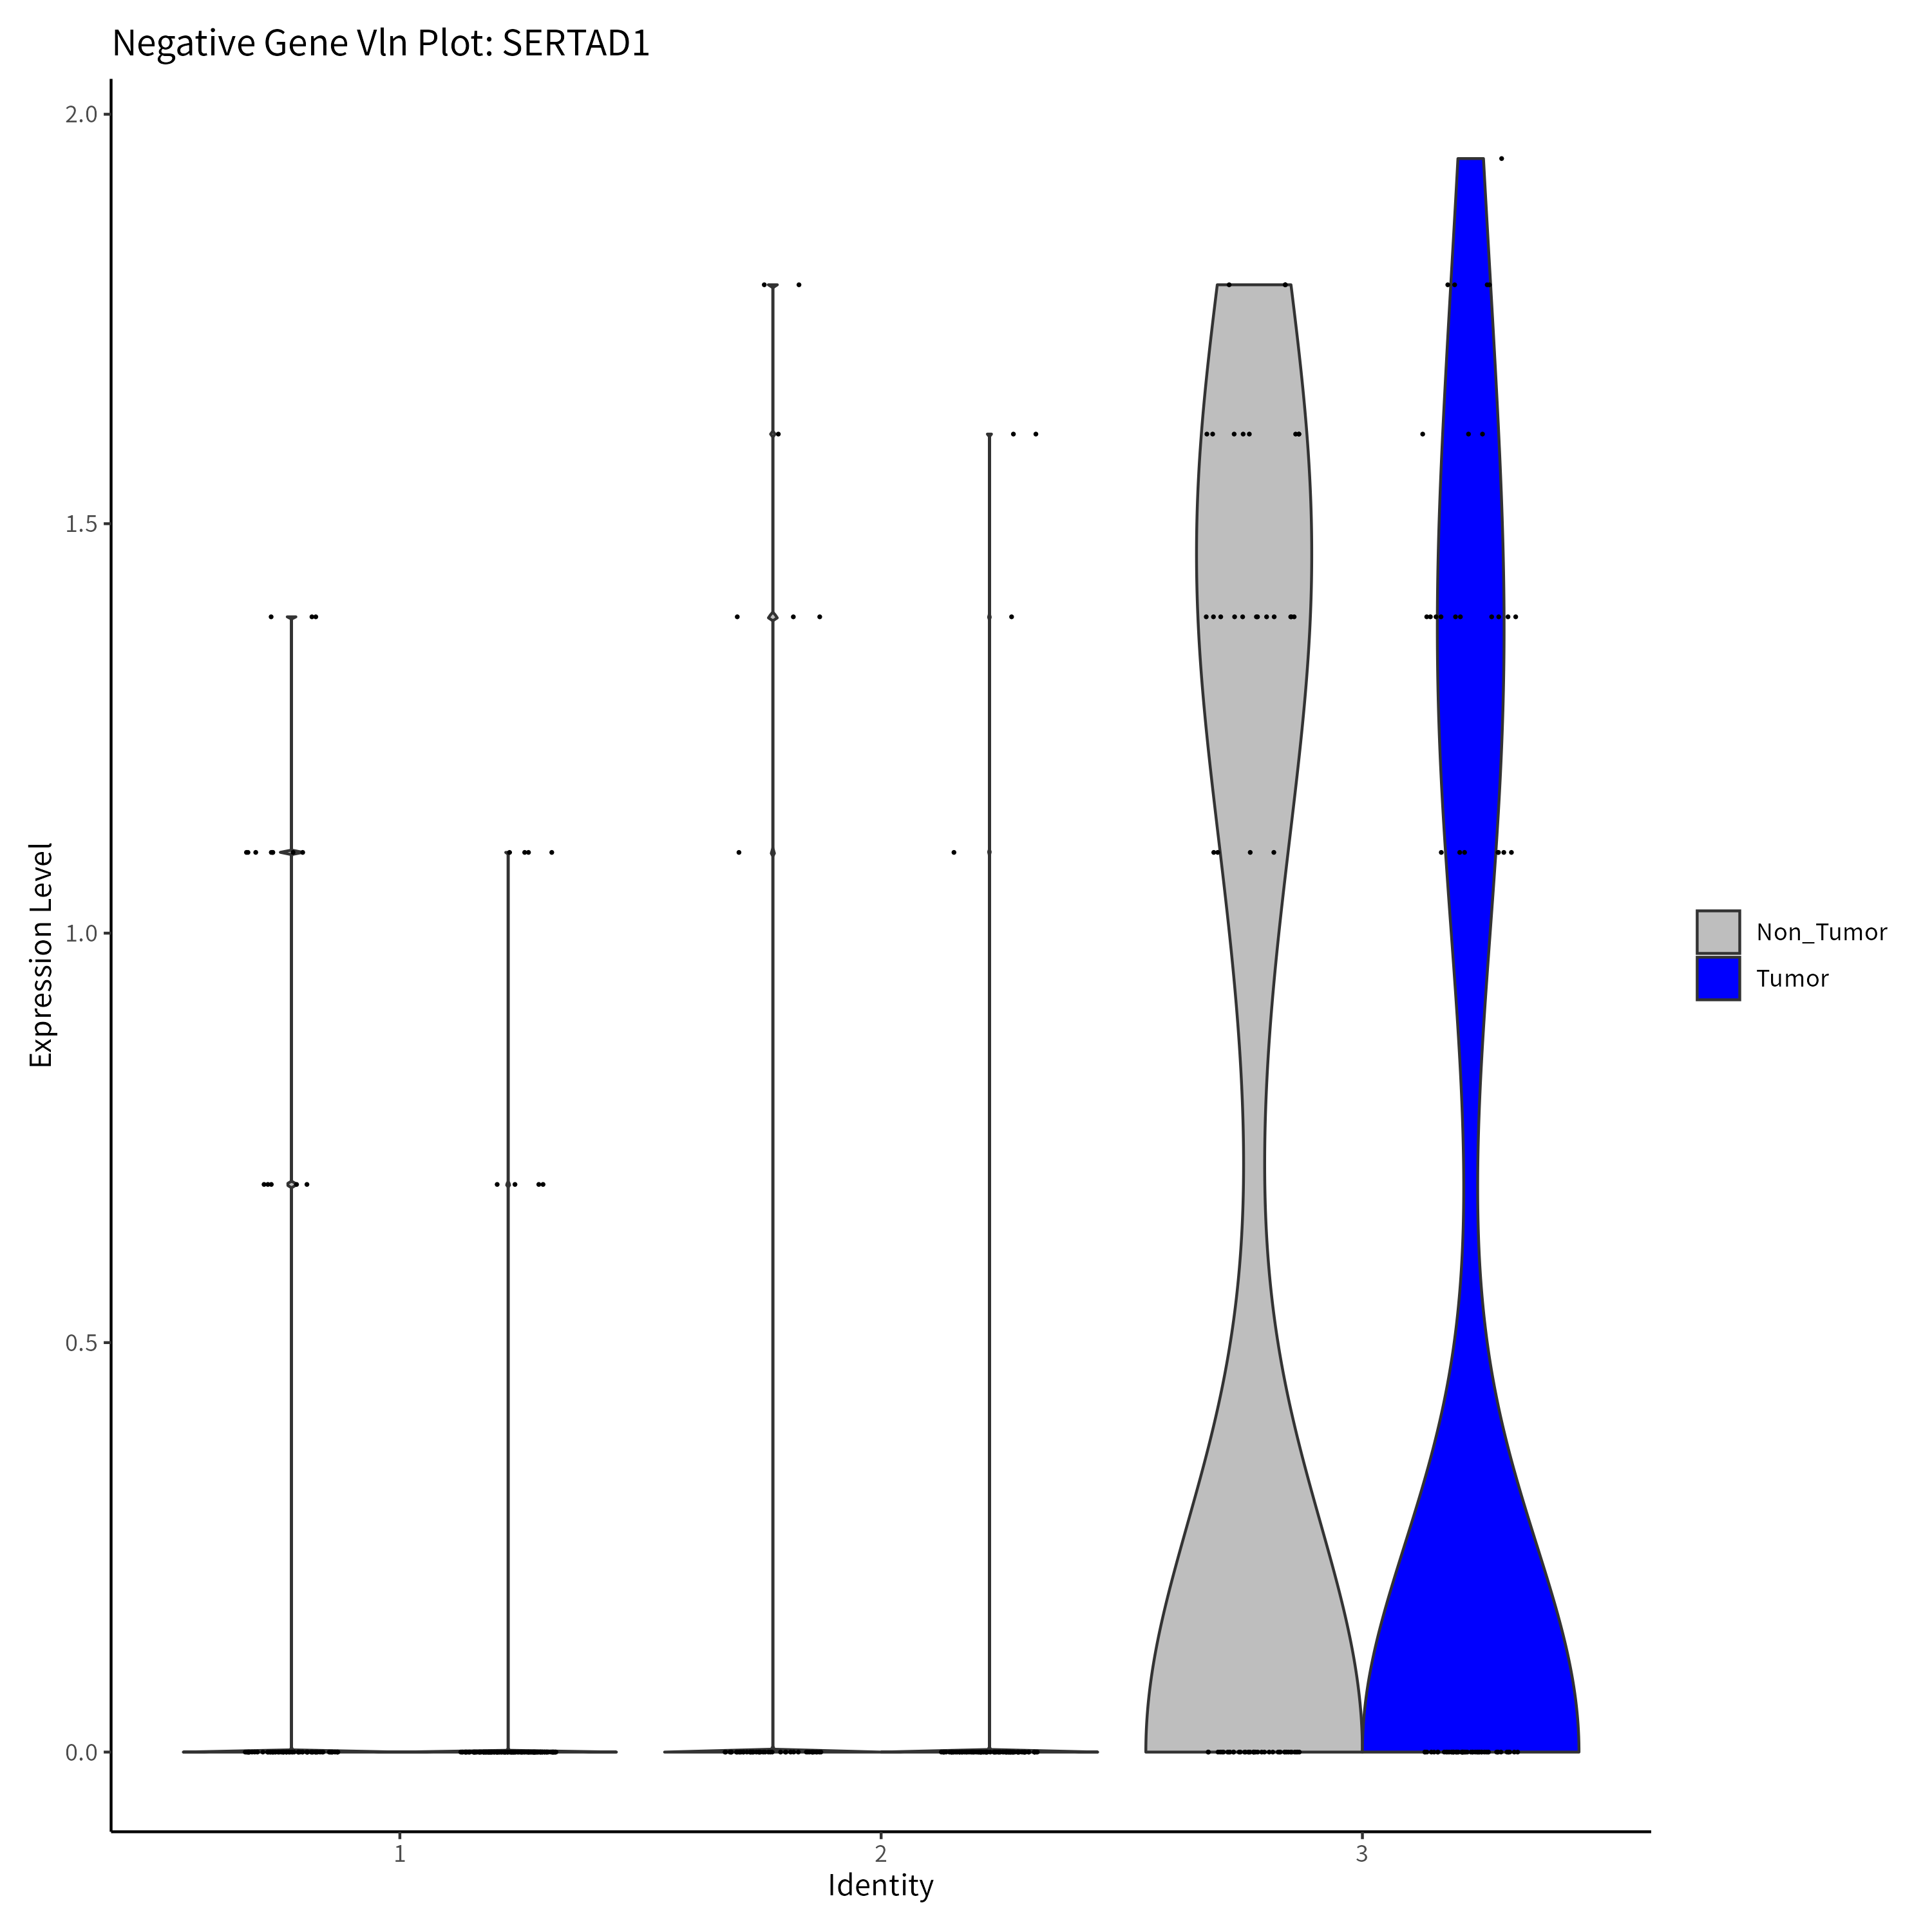 Negative Gene Vln Plot: SERTAD1
2.0
1.5
1.0
0.5
0.0
Expression Level
1
2
3
Identity
Non_Tumor
Tumor